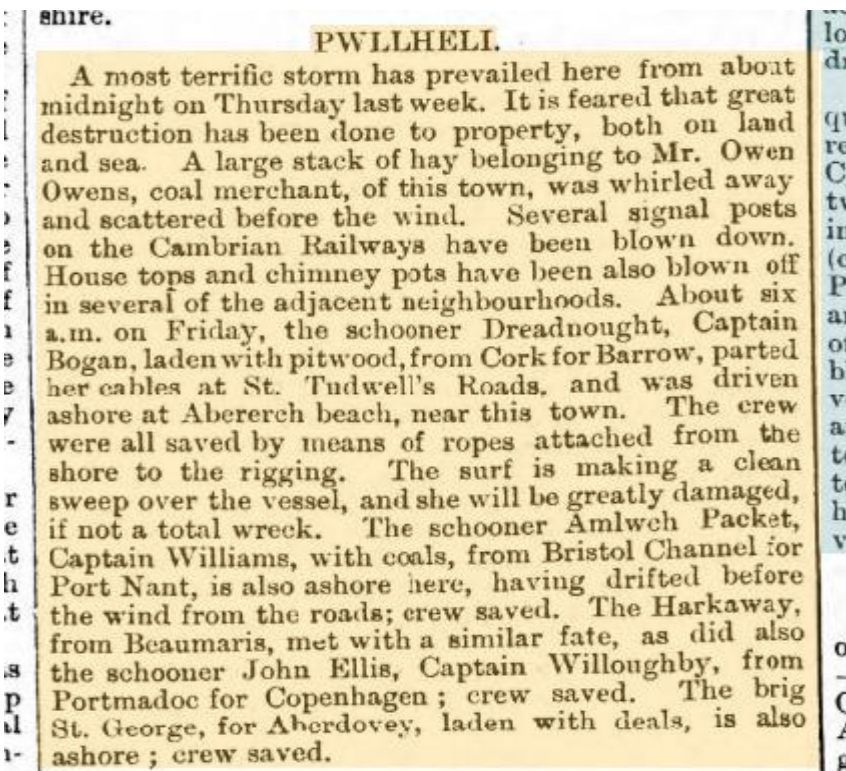 shire.
PWLLHELI.
A most terrific storm has prevailed here from about
midnight on Thursday last week. It is feared that great
destruction has been done to property, both on land
and sea. A large stack of hay belonging to Mr. Owen
Owens, coal merchant, of this town, was whirled away
and scattered before the wind. Several signal posts
on the Cambrian Railways have been blown down.
House tops and chimney pots have been also blown off
in several of the adjacent neighbourhoods. About six
a.m. on Friday, the schooner Dreadnought, Captain
Bogan, laden with pitwood, from Cork for Barrow, parted
her cables at St. Tudwell's Roads, and was driven
ashore at Abererch beach, near this town. The crew
were all saved by means of ropes attached from the
shore to the rigging. The surf is making a clean
sweep over the vessel, and she will be greatly damaged,
if not a total wreck. The schooner Amlwch Packet,
Captain Williams, with coals, from Bristol Channel for
Port Nant, is also ashore here, having drifted before
the wind from the roads; crew saved. The Harkaway,
from Beaumaris, met with a similar fate, as did also
the schooner John Ellis, Captain Willoughby, from
Portmadoc for Copenhagen; crew saved. The brig
St. George, for Aberdovey, laden with deals, is also
ashore; crew saved.